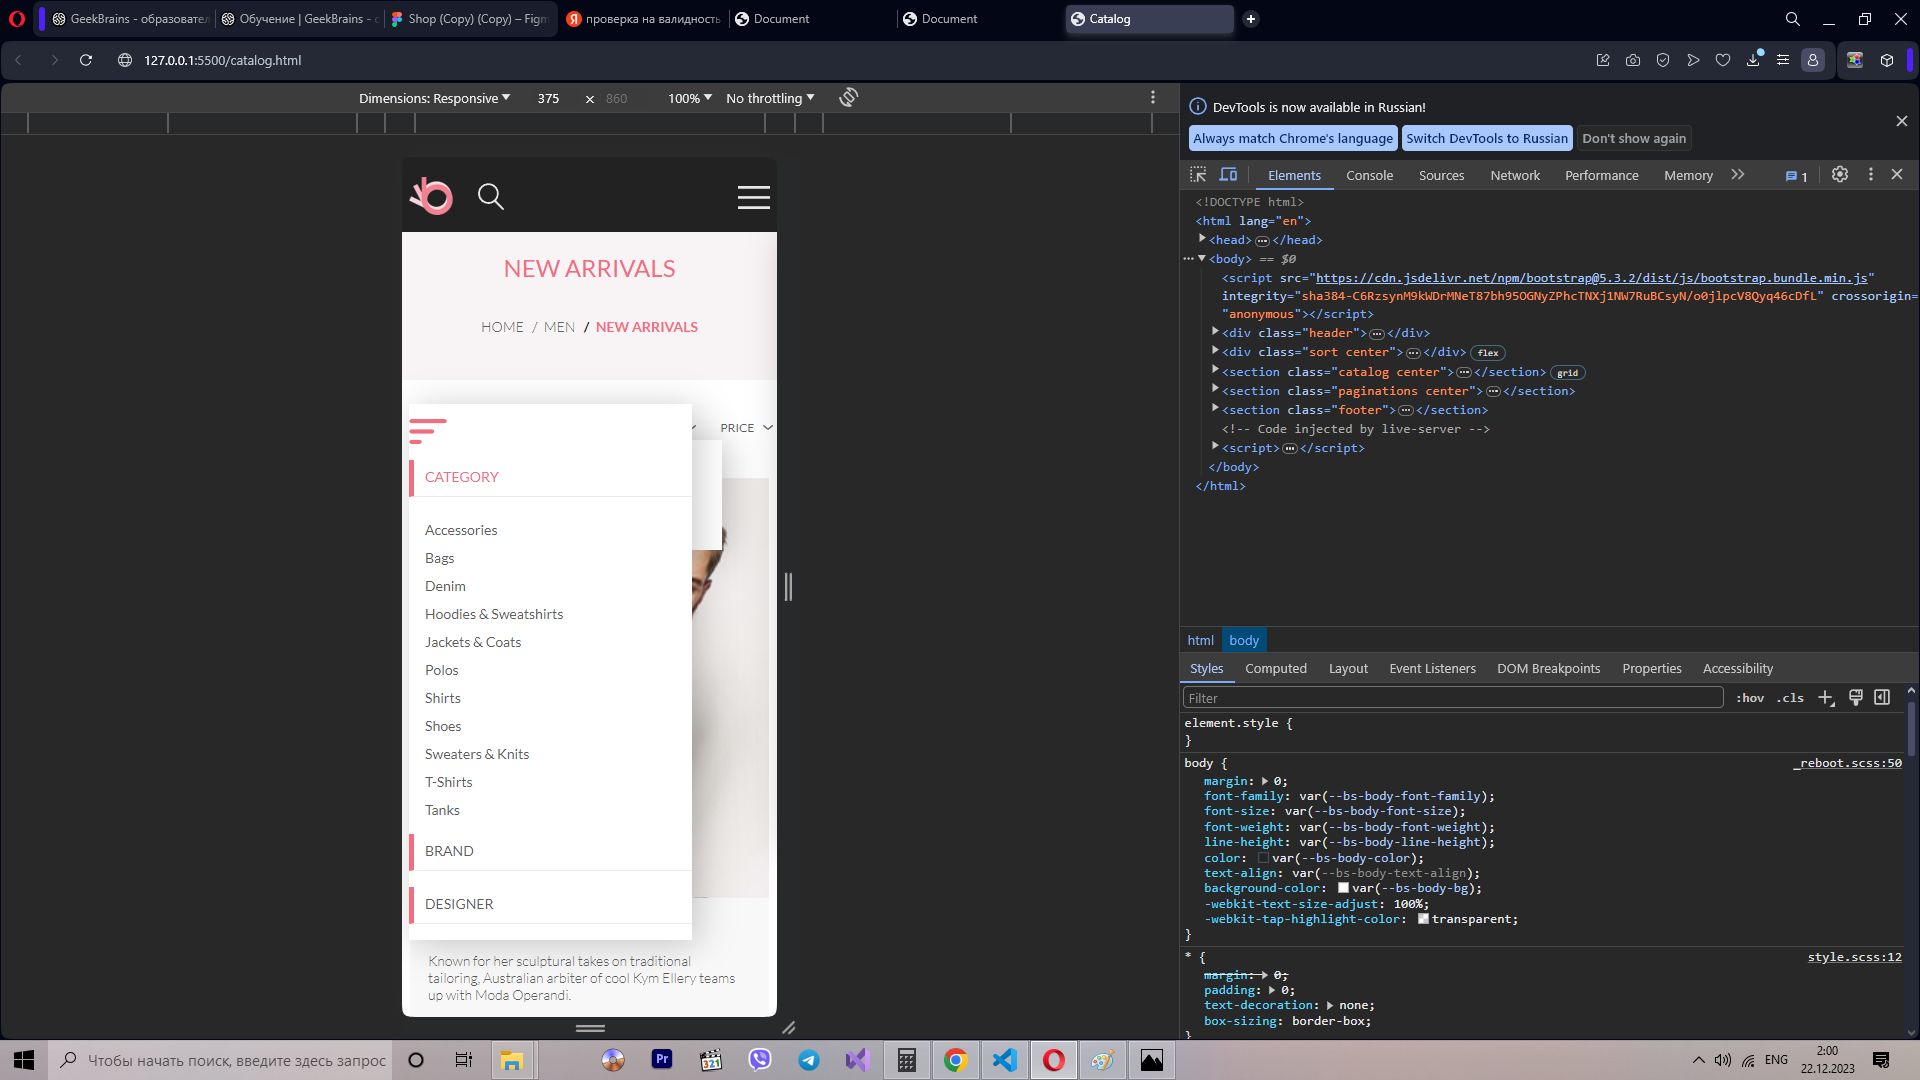 GeekBrains - образовател
Обучение | GeekBrains - о
Shop (Copy) (Copy) – Figm
проверка на валидность
Document
Document
Catalog
127.0.0.1:5500/catalog.html
Dimensions: Responsive
375
×
860
100%
No throttling
NEW ARRIVALS
HOME / MEN / NEW ARRIVALS
PRICE
CATEGORY
Accessories
Bags
Denim
Hoodies & Sweatshirts
Jackets & Coats
Polos
Shirts
Shoes
Sweaters & Knits
T-Shirts
Tanks
BRAND
DESIGNER
Known for her sculptural takes on traditional
tailoring, Australian arbiter of cool Kym Ellery teams
up with Moda Operandi.
DevTools is now available in Russian!
Always match Chrome's language
Switch DevTools to Russian
Don't show again
Elements
Console
Sources
Network
Performance
Memory
1
<!DOCTYPE html>
<html lang="en">
<head>…</head>
<body> == $0
<script src="https://cdn.jsdelivr.net/npm/bootstrap@5.3.2/dist/js/bootstrap.bundle.min.js"
integrity="sha384-C6RzsynM9kWDrMNeT87bh95OGNyZPhcTNXj1NW7RuBCsyN/o0jlpcV8Qyq46cDfL" crossorigin=
"anonymous"></script>
<div class="header">…</div>
<div class="sort center">…</div> flex
<section class="catalog center">…</section> grid
<section class="paginations center">…</section>
<section class="footer">…</section>
<!-- Code injected by live-server -->
<script>…</script>
</body>
</html>
html
body
Styles
Computed
Layout
Event Listeners
DOM Breakpoints
Properties
Accessibility
Filter
:hov
.cls
element.style {
}
body {
_reboot.scss:50
margin: 0;
font-family: var(--bs-body-font-family);
font-size: var(--bs-body-font-size);
font-weight: var(--bs-body-font-weight);
line-height: var(--bs-body-line-height);
color: var(--bs-body-color);
text-align: var(--bs-body-text-align);
background-color: var(--bs-body-bg);
-webkit-text-size-adjust: 100%;
-webkit-tap-highlight-color: transparent;
}
* {
style.scss:12
margin: 0;
padding: 0;
text-decoration: none;
box-sizing: border-box;
}
Чтобы начать поиск, введите здесь запрос
Pr
321
ENG
2:00
22.12.2023